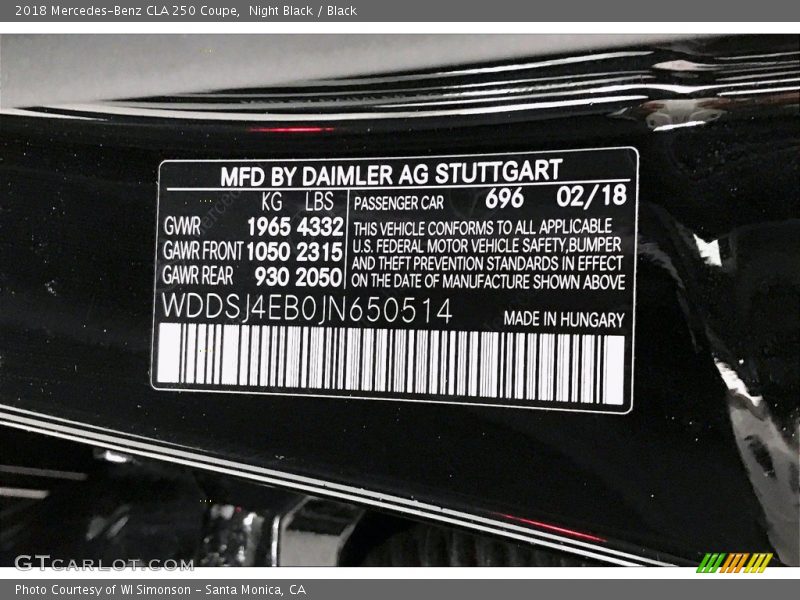 2018 Mercedes-Benz CLA 250 Coupe, Night Black / Black
MFD BY DAIMLER AG STUTTGART
KG LBS
GWR 1965 4332
GAWR FRONT 1050 2315
GAWR REAR 930 2050
PASSENGER CAR 696 02/18
THIS VEHICLE CONFORMS TO ALL APPLICABLE
U.S. FEDERAL MOTOR VEHICLE SAFETY, BUMPER
AND THEFT PREVENTION STANDARDS IN EFFECT
ON THE DATE OF MANUFACTURE SHOWN ABOVE
WDDSJ4EB0JN650514
MADE IN HUNGARY
GTCARLOT.COM
Photo Courtesy of WI Simonson - Santa Monica, CA